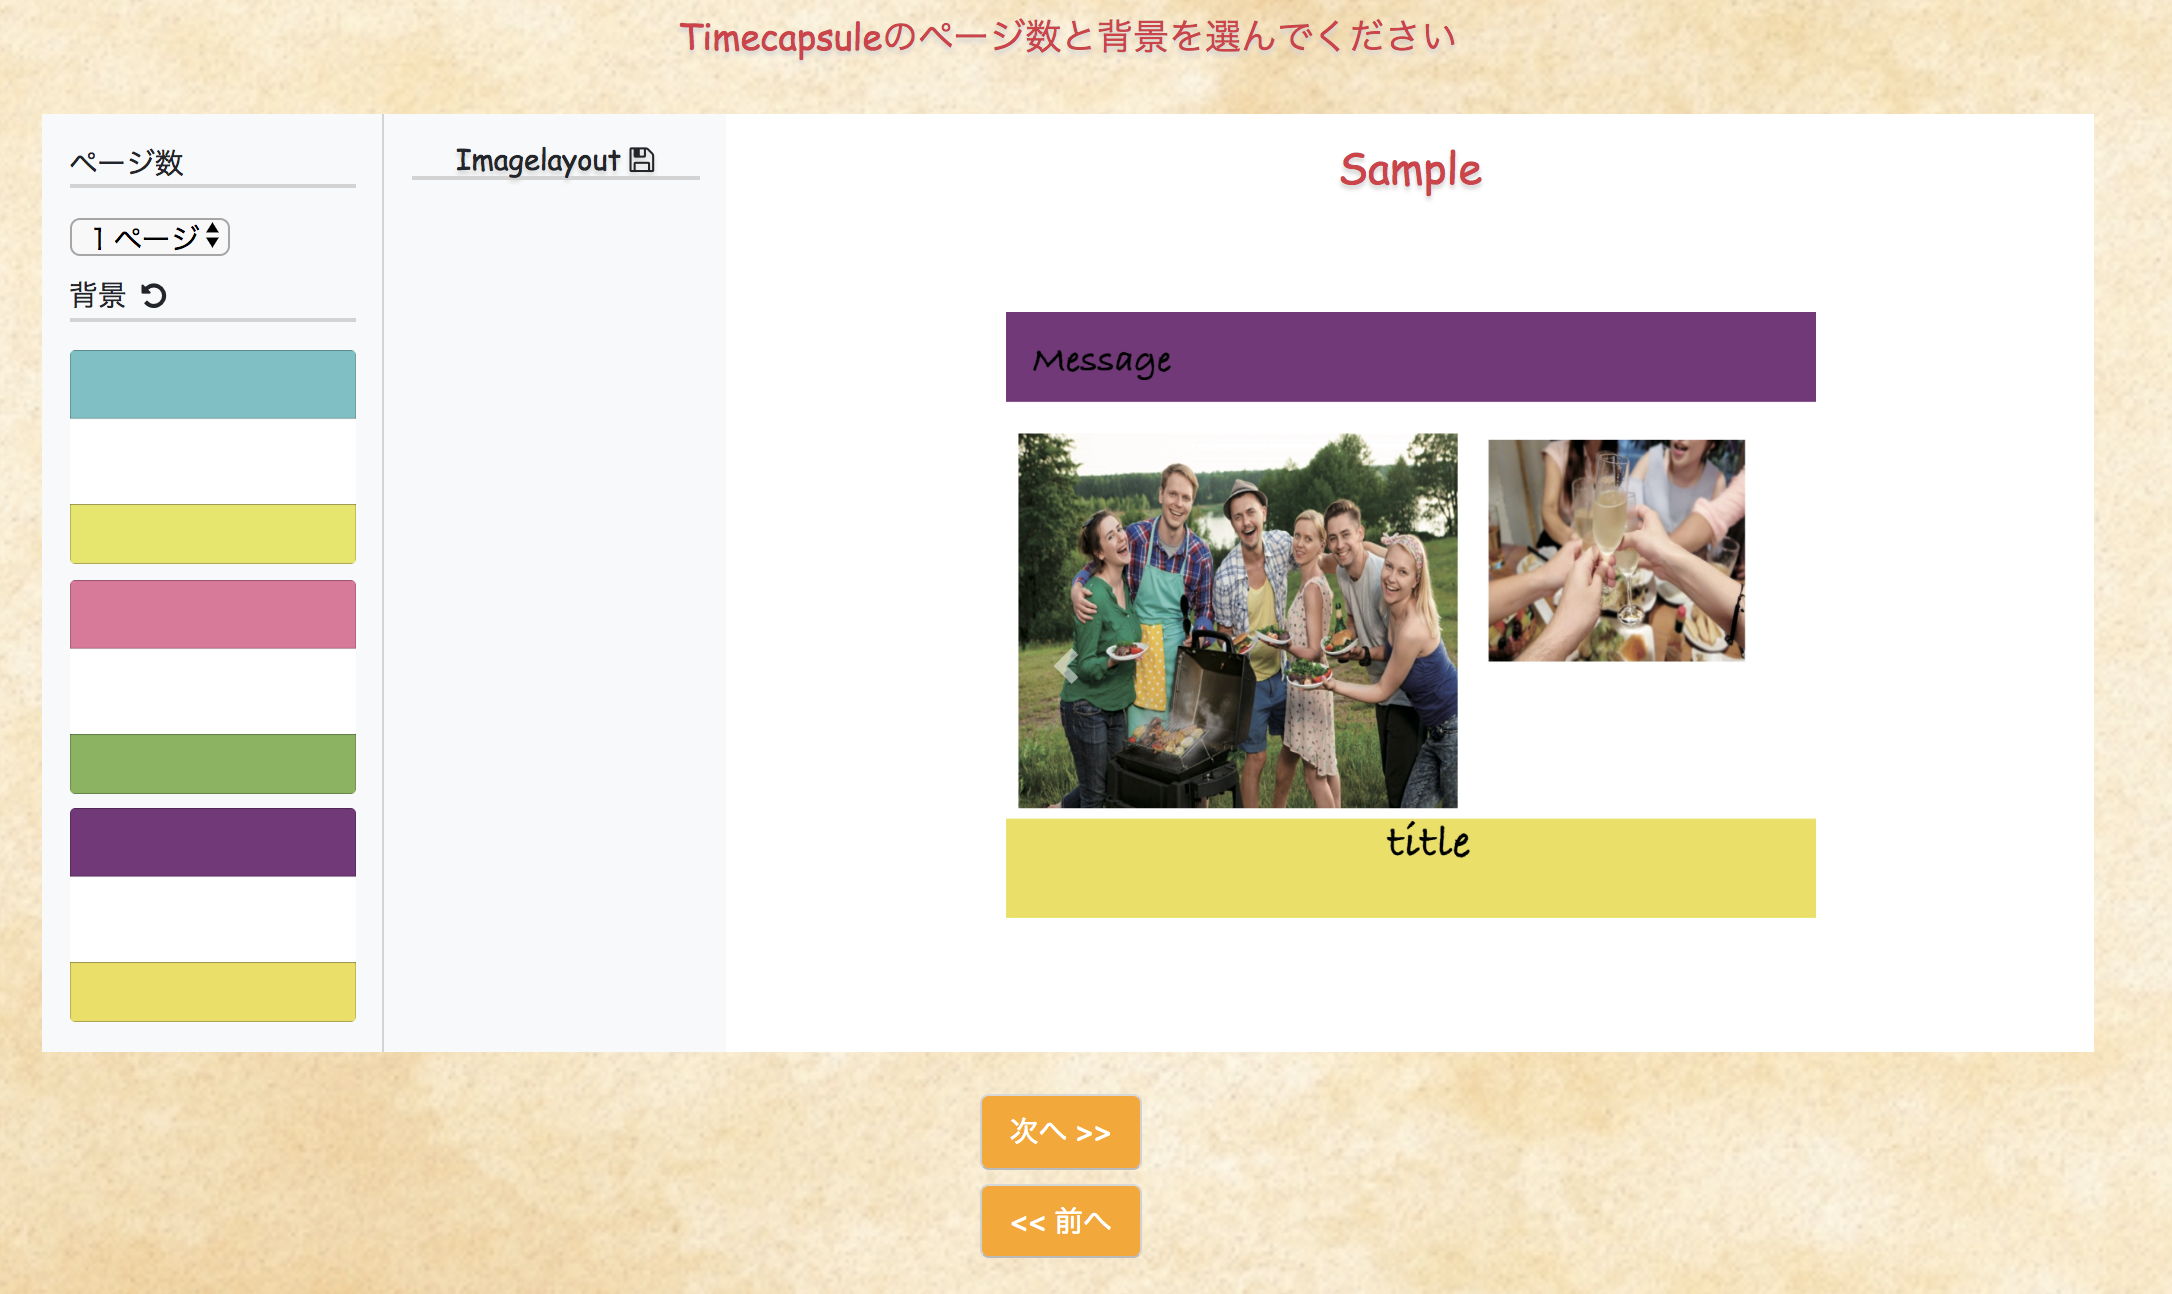 Timecapsuleのページ数と背景を選んでください
ページ数
1 ページ
背景
Imagelayout
Sample
Message
title
次へ >>
<< 前へ